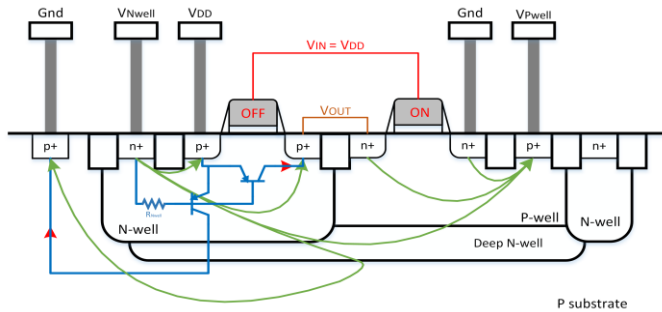 Gnd
VNwell
VDD
Gnd
VPwell
VIN = VDD
OFF
VOUT
ON
p+
n+
p+
p+
n+
n+
p+
n+
RNwell
N-well
P-well
N-well
Deep N-well
P substrate